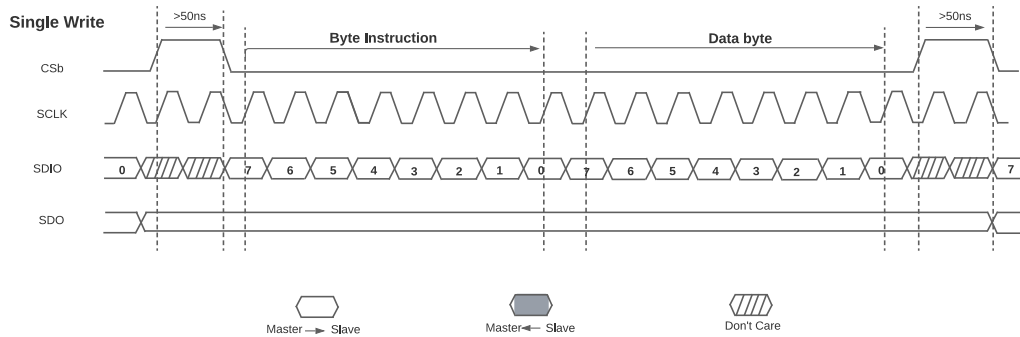 Single Write
>50ns
>50ns
Byte Instruction
Data byte
CSb
SCLK
SDIO
0 7 6 5 4 3 2 1 0 7 6 5 4 3 2 1 0 7
SDO
Master Slave
Master Slave
Don't Care